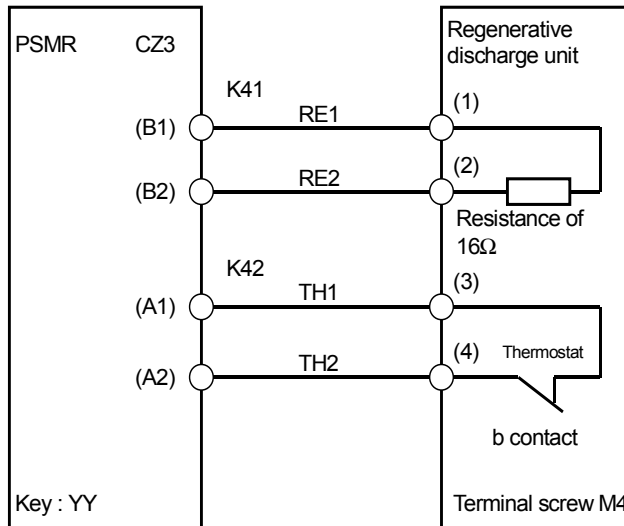 PSMR CZ3
Regenerative
discharge unit
K41
(B1) RE1 (1)
(B2) RE2 (2)
Resistance of
16Ω
K42
(A1) TH1 (3)
(A2) TH2 (4) Thermostat
b contact
Key : YY
Terminal screw M4